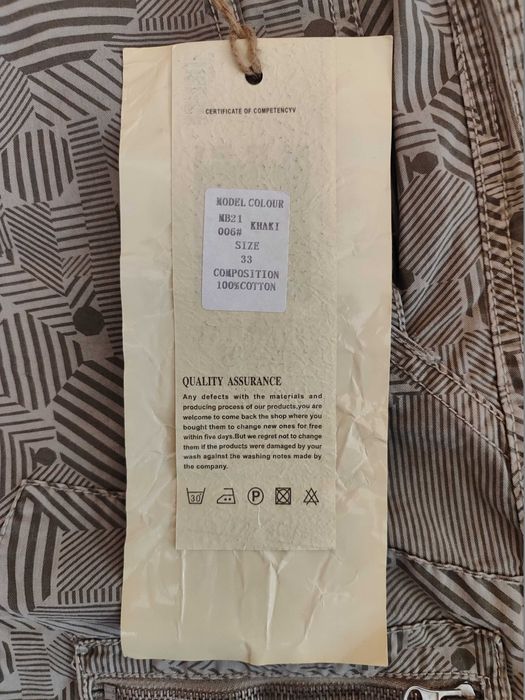 CERTIFICATE OF COMPETENCYV
MODEL COLOUR
MB21 KHAKI
006#
SIZE
33
COMPOSITION
100%COTTON
QUALITY ASSURANCE
Any defects with the materials and
producing process of our products,you are
welcome to come back the shop where you
bought them to change new ones for free
within five days.But we regret not to change
them if the products were damaged by your
wash against the washing notes made by
the company.
30 P